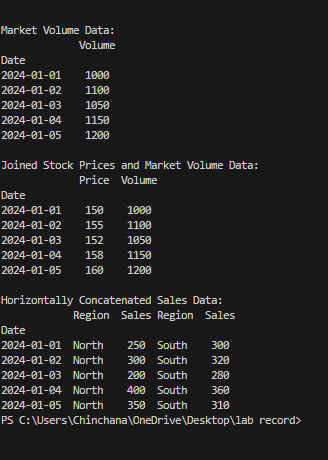 Market Volume Data:
Volume
Date
2024-01-01 1000
2024-01-02 1100
2024-01-03 1050
2024-01-04 1150
2024-01-05 1200
Joined Stock Prices and Market Volume Data:
Price Volume
Date
2024-01-01 150 1000
2024-01-02 155 1100
2024-01-03 152 1050
2024-01-04 158 1150
2024-01-05 160 1200
Horizontally Concatenated Sales Data:
Region Sales Region Sales
Date
2024-01-01 North 250 South 300
2024-01-02 North 300 South 320
2024-01-03 North 200 South 280
2024-01-04 North 400 South 360
2024-01-05 North 350 South 310
PS C:\Users\Chinchana\OneDrive\Desktop\lab record>